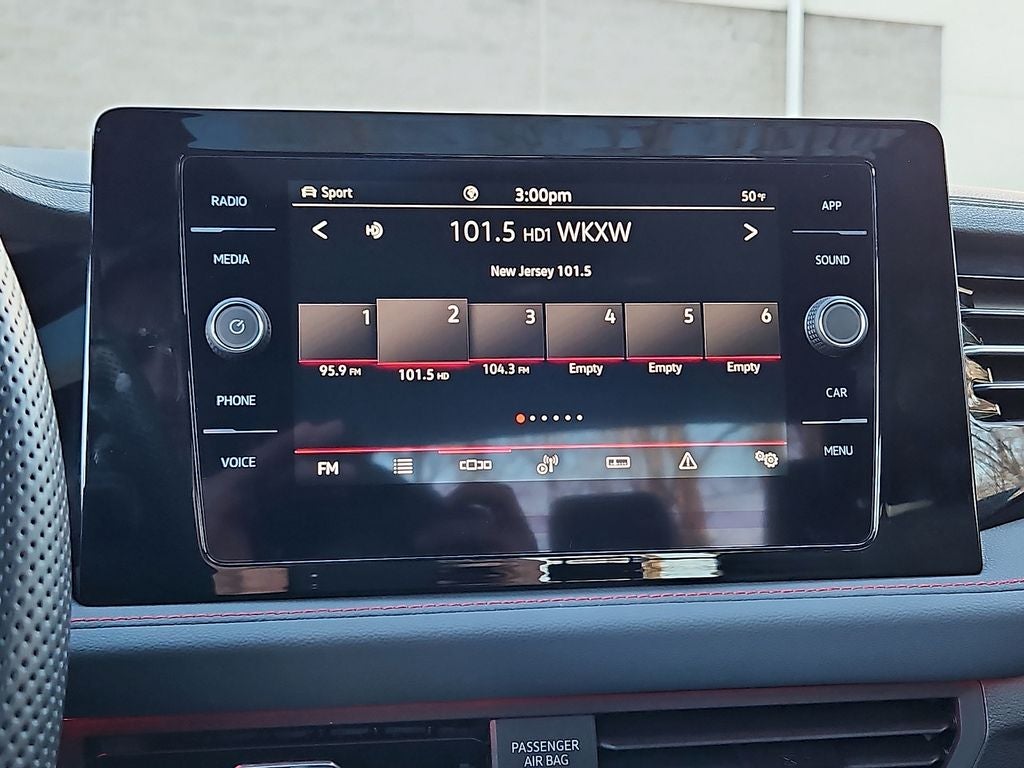 RADIO
MEDIA
PHONE
VOICE
Sport 3:00pm 50°F
< HD 101.5 HD1 WKXW >
New Jersey 101.5
1 2 3 4 5 6
95.9 FM 101.5 HD 104.3 FM Empty Empty Empty
FM
APP
SOUND
CAR
MENU
PASSENGER
AIR BAG